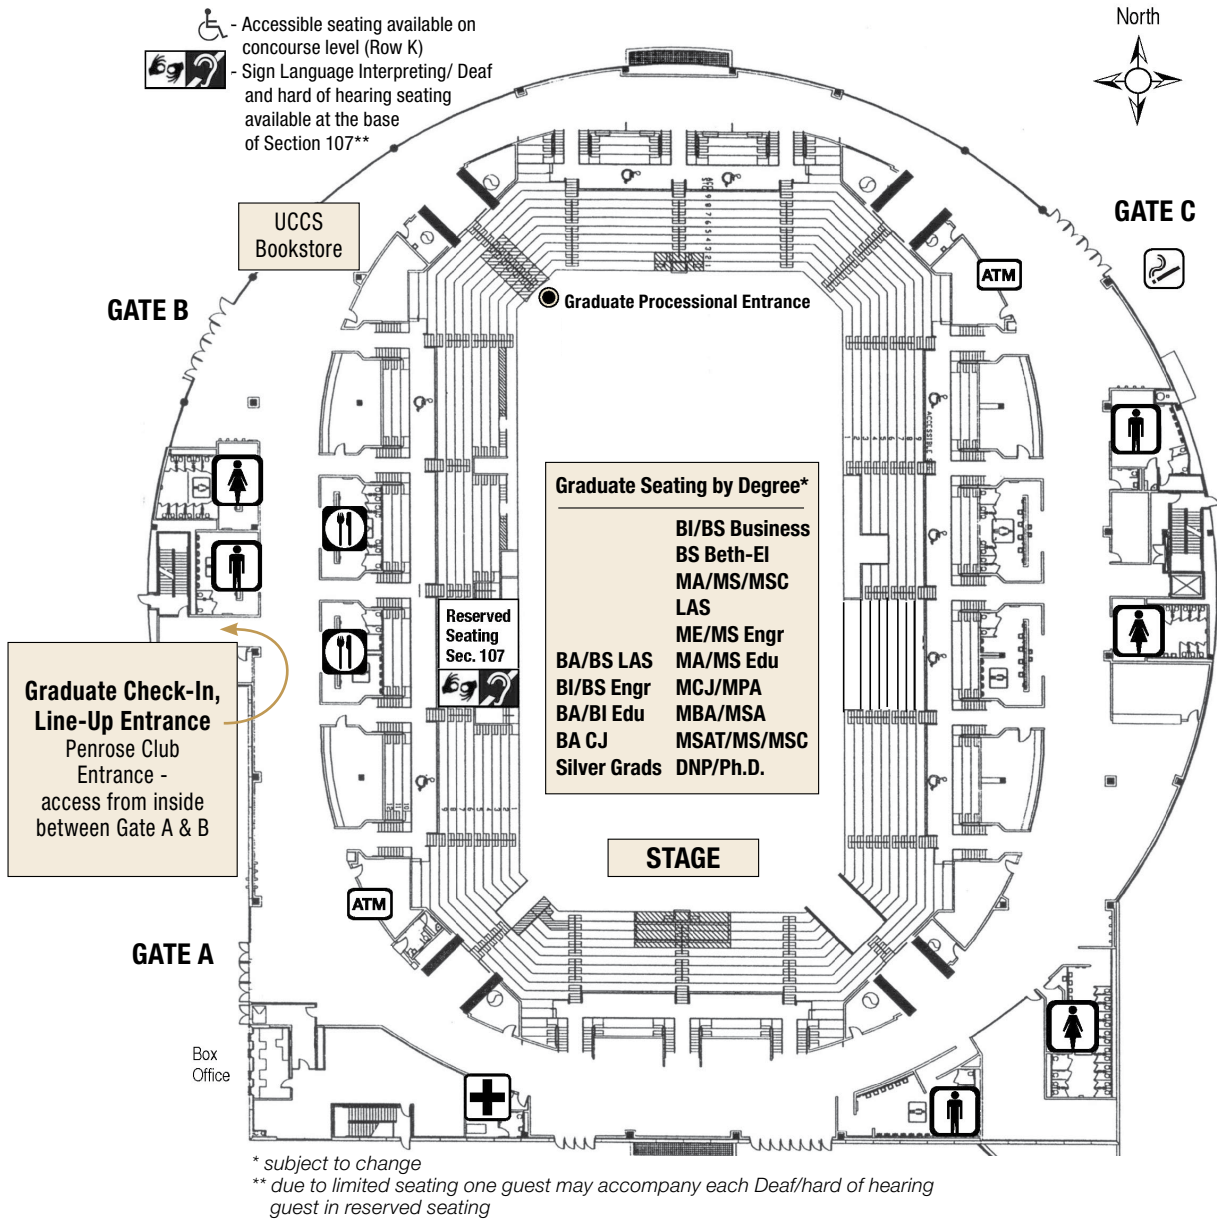 - Accessible seating available on
concourse level (Row K)
- Sign Language Interpreting/ Deaf
and hard of hearing seating
available at the base
of Section 107**
North
UCCS
Bookstore
GATE C
GATE B
ATM
Graduate Processional Entrance
Graduate Seating by Degree*
BI/BS Business
BS Beth-El
MA/MS/MSC
LAS
ME/MS Engr
BA/BS LAS MA/MS Edu
BI/BS Engr MCJ/MPA
BA/BI Edu MBA/MSA
BA CJ MSAT/MS/MSC
Silver Grads DNP/Ph.D.
Reserved
Seating
Sec. 107
Graduate Check-In,
Line-Up Entrance
Penrose Club
Entrance -
access from inside
between Gate A & B
STAGE
ATM
GATE A
Box
Office
* subject to change
** due to limited seating one guest may accompany each Deaf/hard of hearing
guest in reserved seating